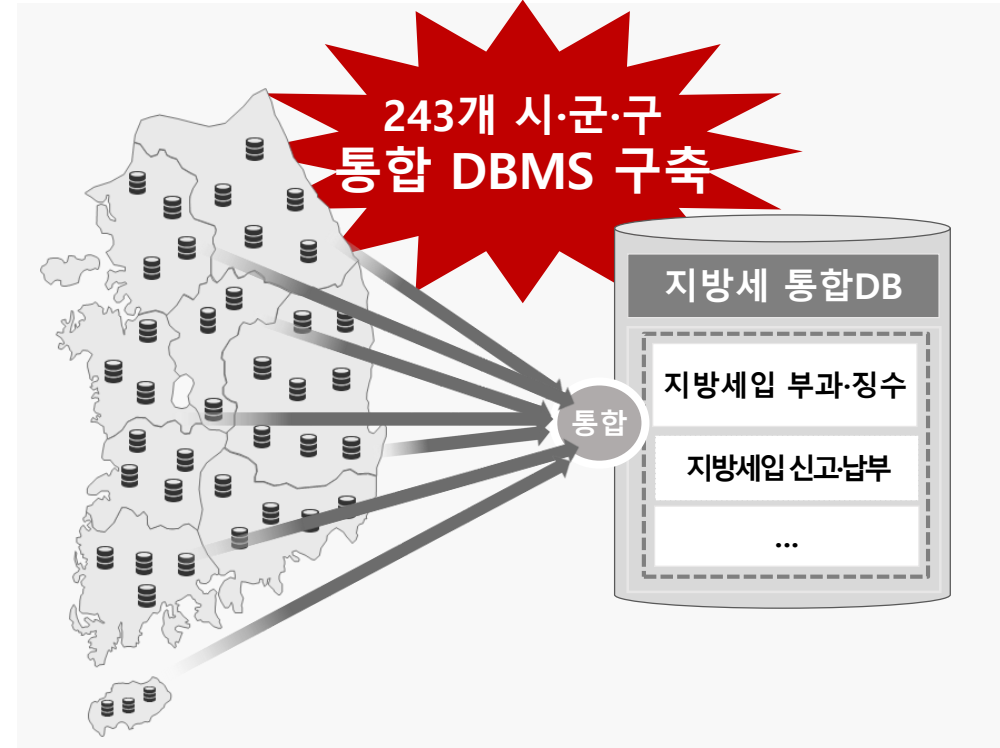 243개 시·군·구
통합 DBMS 구축
지방세 통합DB
지방세입 부과·징수
통합
지방세입 신고·납부
...